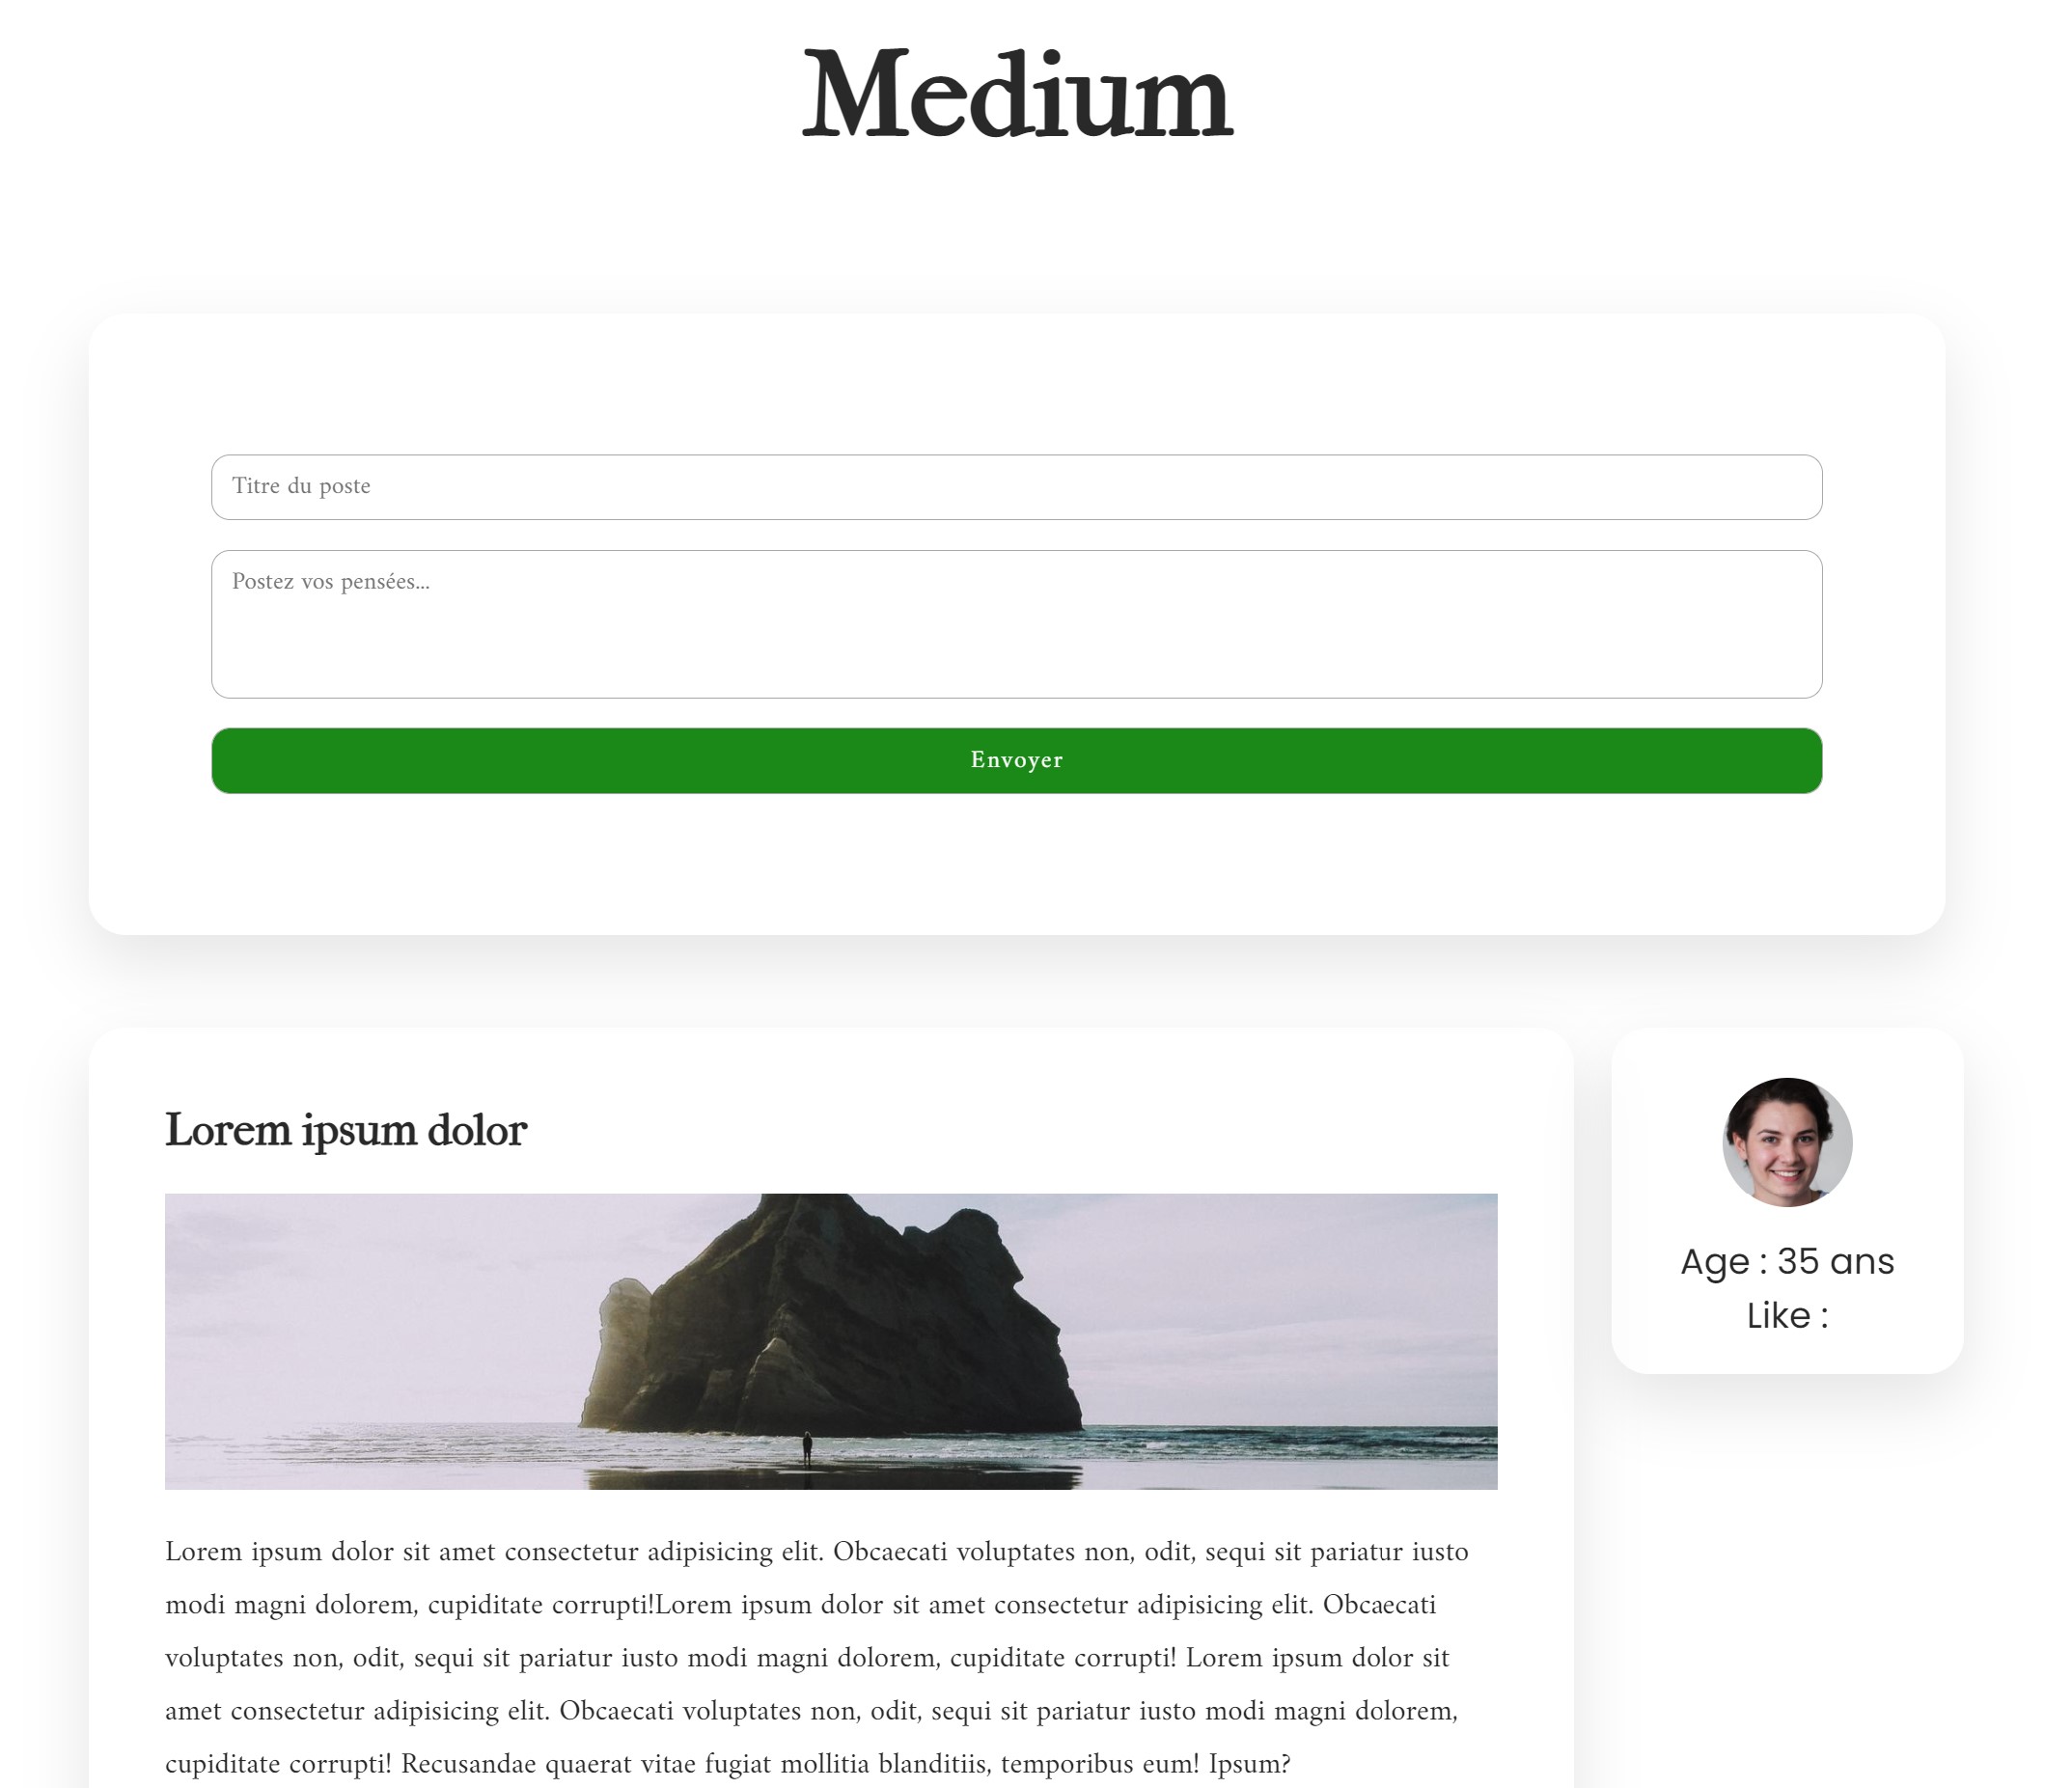 Medium
Titre du poste
Postez vos pensées...
Envoyer
Lorem ipsum dolor
Age : 35 ans
Like :
Lorem ipsum dolor sit amet consectetur adipisicing elit. Obcaecati voluptates non, odit, sequi sit pariatur iusto
modi magni dolorem, cupiditate corrupti!Lorem ipsum dolor sit amet consectetur adipisicing elit. Obcaecati
voluptates non, odit, sequi sit pariatur iusto modi magni dolorem, cupiditate corrupti! Lorem ipsum dolor sit
amet consectetur adipisicing elit. Obcaecati voluptates non, odit, sequi sit pariatur iusto modi magni dolorem,
cupiditate corrupti! Recusandae quaerat vitae fugiat mollitia blanditiis, temporibus eum! Ipsum?